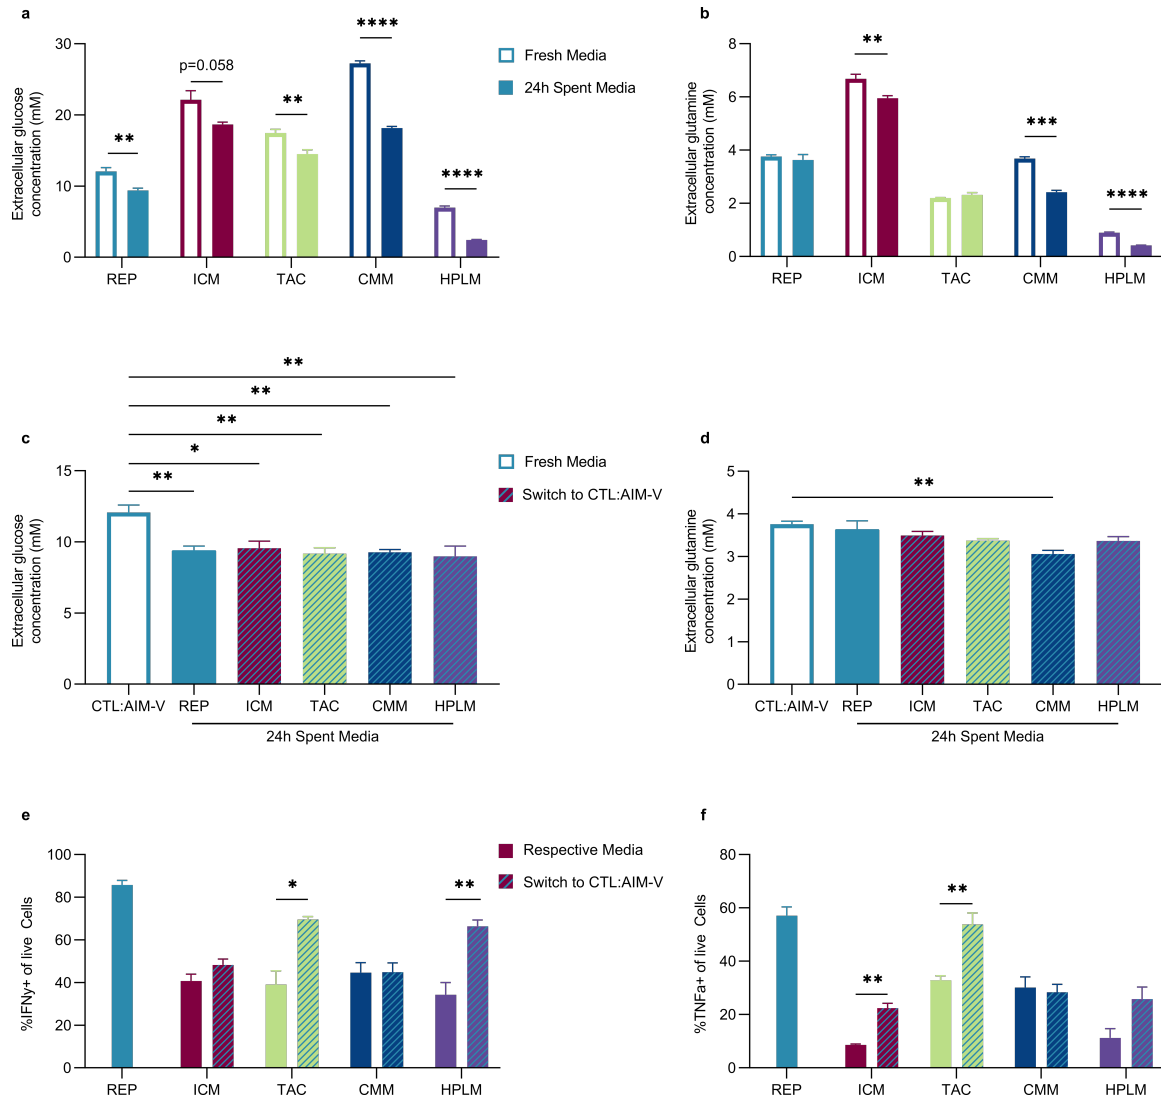 a
Extracellular glucose
concentration (mM)
30
20
10
0
**
p=0.058
**
****
****
REP
ICM
TAC
CMM
HPLM
Fresh Media
24h Spent Media
b
Extracellular glutamine
concentration (mM)
8
6
4
2
0
**
***
****
REP
ICM
TAC
CMM
HPLM
c
Extracellular glucose
concentration (mM)
15
10
5
0
**
**
**
*
**
CTL:AIM-V
REP
ICM
TAC
CMM
HPLM
24h Spent Media
Fresh Media
Switch to CTL:AIM-V
d
Extracellular glutamine
concentration (mM)
5
4
3
2
1
0
**
CTL:AIM-V
REP
ICM
TAC
CMM
HPLM
24h Spent Media
e
%IFNy+ of live Cells
100
80
60
40
20
0
*
**
REP
ICM
TAC
CMM
HPLM
Respective Media
Switch to CTL:AIM-V
f
%TNFa+ of live Cells
80
60
40
20
0
**
**
REP
ICM
TAC
CMM
HPLM